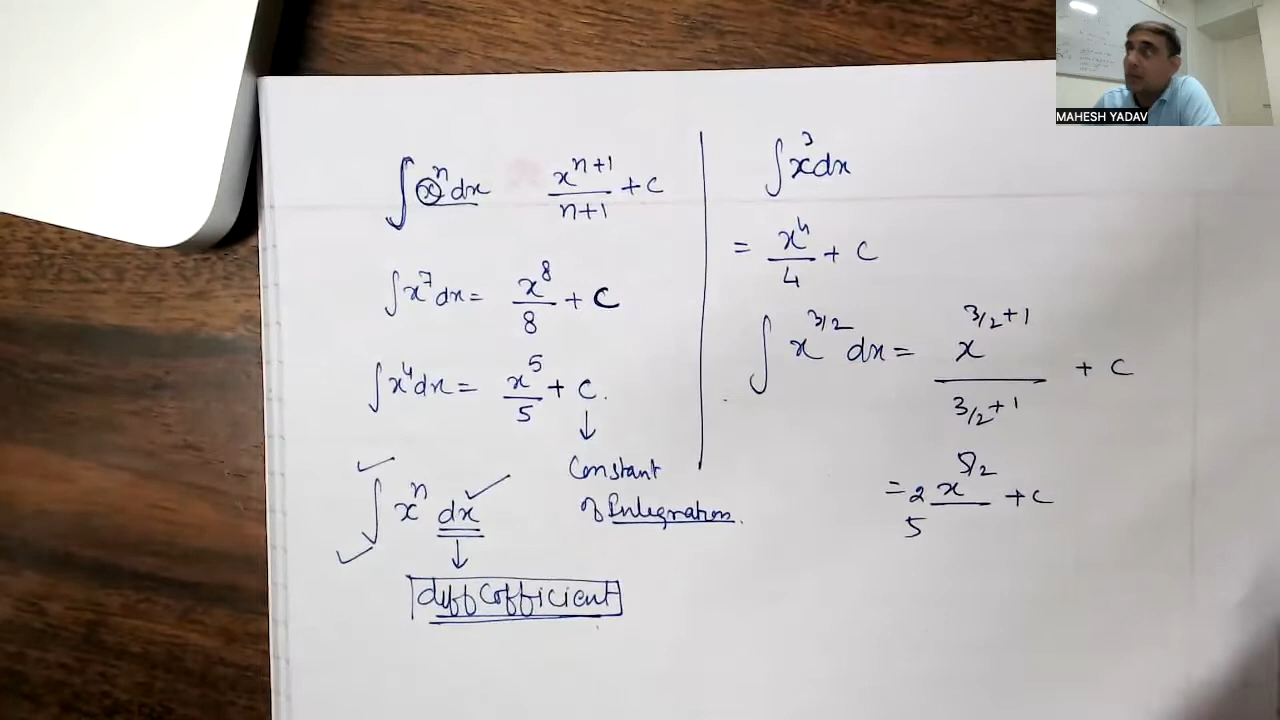 ∫xⁿdx   xⁿ⁺¹/n+1 + C
∫x⁷dx = x⁸/8 + C
∫x⁴dx = x⁵/5 + C.
↓
Constant
of Integration.
✓
∫ xⁿ dx ✓
✓
↓
diff Cofficient
∫x³dx
= x⁴/4 + C
∫ x^3/2 dx = x^3/2+1 / 3/2+1 + C
= 2/5 x^5/2 + C
MAHESH YADAV